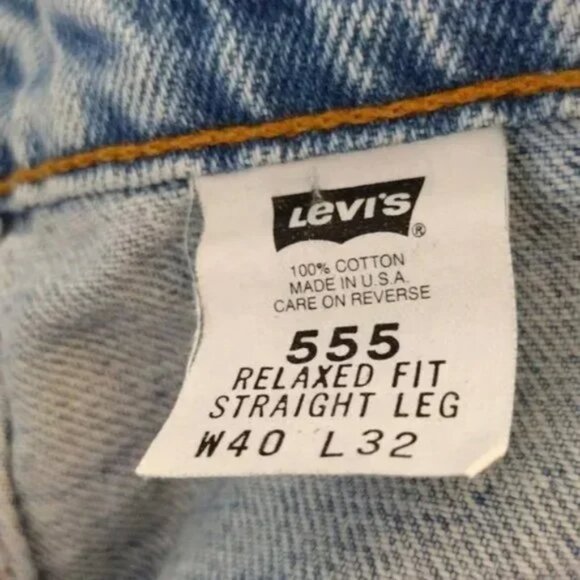 Levi's®
100% COTTON
MADE IN U.S.A.
CARE ON REVERSE
555
RELAXED FIT
STRAIGHT LEG
W40 L32